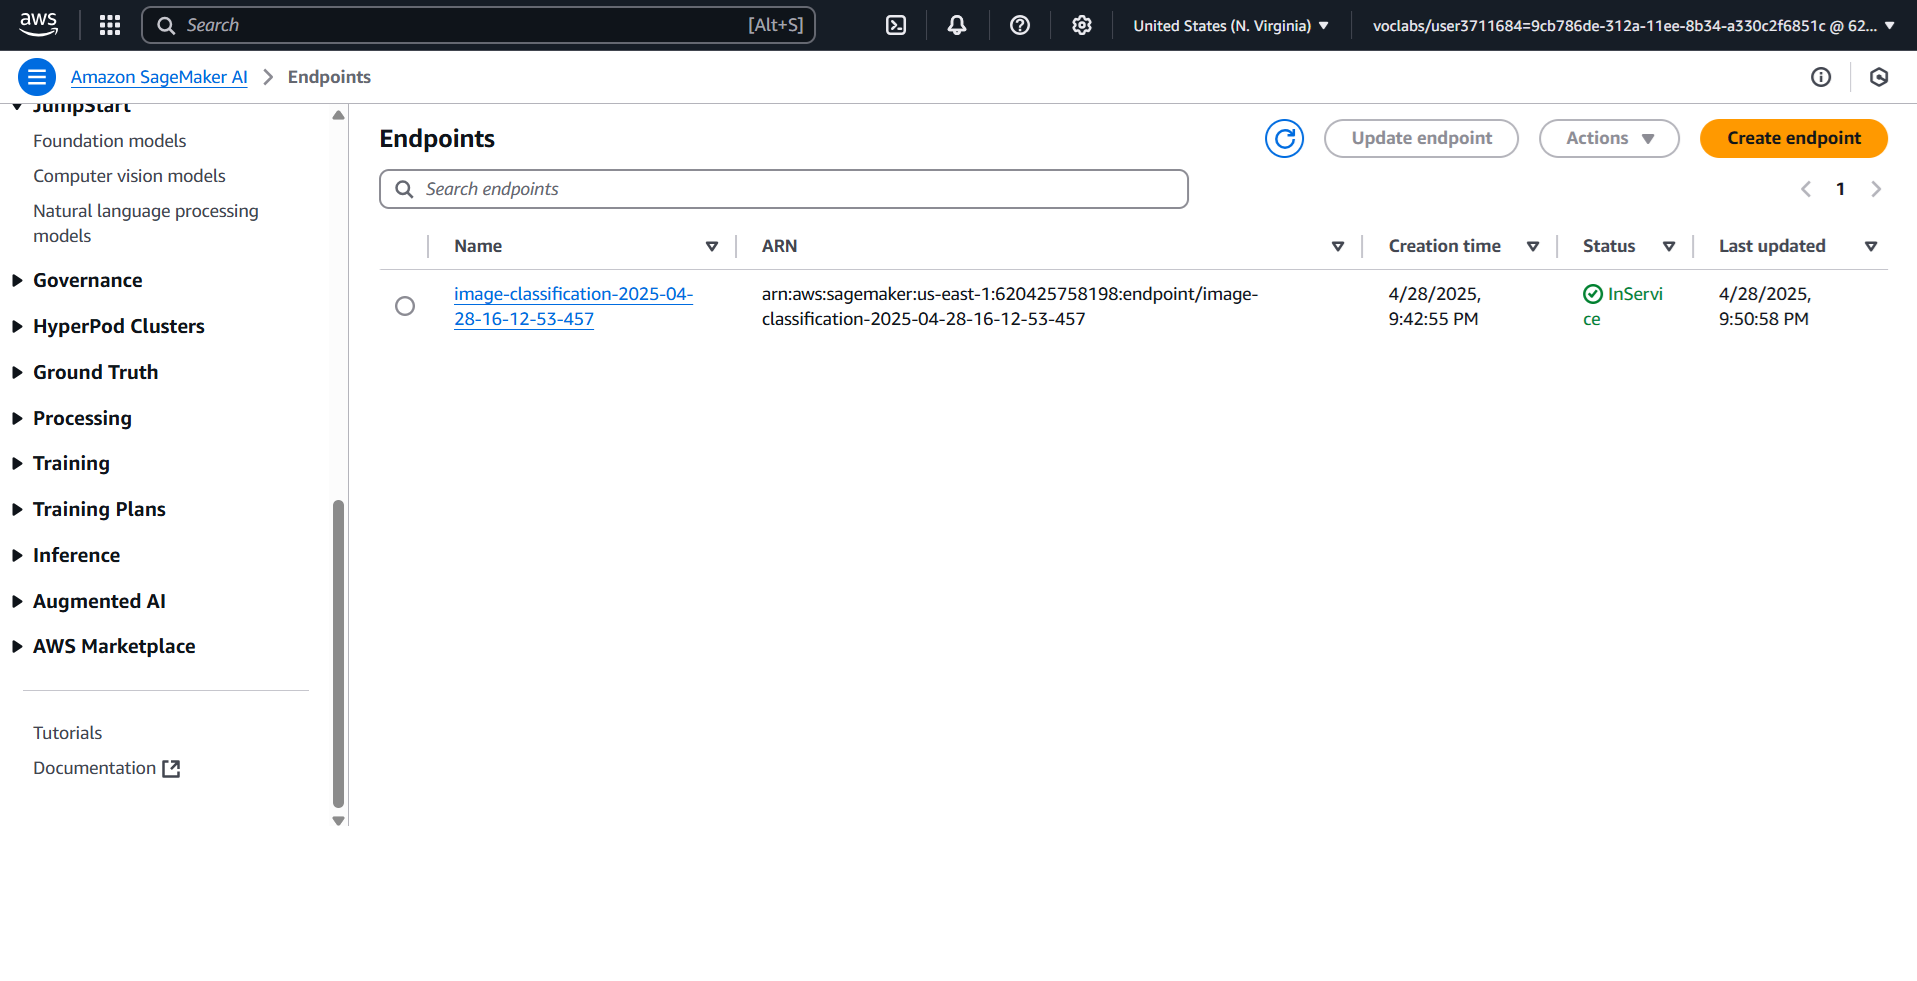 aws
Search [Alt+S]
United States (N. Virginia)
voclabs/user3711684=9cb786de-312a-11ee-8b34-a330c2f6851c @ 62...
Amazon SageMaker AI > Endpoints
JumpStart
Foundation models
Computer vision models
Natural language processing
models
Governance
HyperPod Clusters
Ground Truth
Processing
Training
Training Plans
Inference
Augmented AI
AWS Marketplace
Tutorials
Documentation
Endpoints
Update endpoint
Actions
Create endpoint
Search endpoints
1
Name ARN Creation time Status Last updated
image-classification-2025-04-
28-16-12-53-457
arn:aws:sagemaker:us-east-1:620425758198:endpoint/image-
classification-2025-04-28-16-12-53-457
4/28/2025,
9:42:55 PM
InServi
ce
4/28/2025,
9:50:58 PM